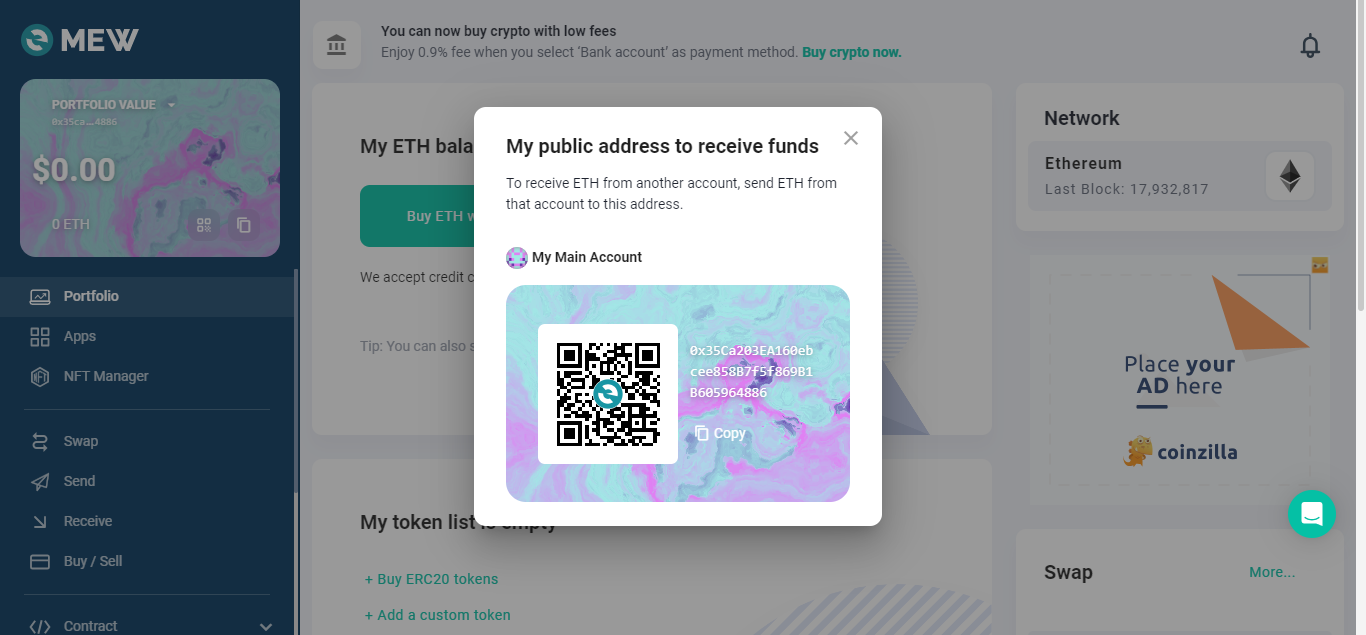 MEW
PORTFOLIO VALUE
0x35ca...4886
$0.00
0 ETH
Portfolio
Apps
NFT Manager
Swap
Send
Receive
Buy / Sell
Contract
You can now buy crypto with low fees
Enjoy 0.9% fee when you select ‘Bank account’ as payment method. Buy crypto now.
My ETH bala
Buy ETH w
We accept credit c
Tip: You can also s
My public address to receive funds
To receive ETH from another account, send ETH from
that account to this address.
My Main Account
0x35Ca203EA160eb
cee858B7f5f869B1
B605964886
Copy
My token list is empty
+ Buy ERC20 tokens
+ Add a custom token
Network
Ethereum
Last Block: 17,932,817
Place your
AD here
coinzilla
Swap
More...